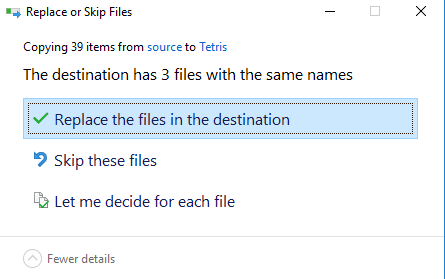 Replace or Skip Files
Copying 39 items from source to Tetris
The destination has 3 files with the same names
Replace the files in the destination
Skip these files
Let me decide for each file
Fewer details